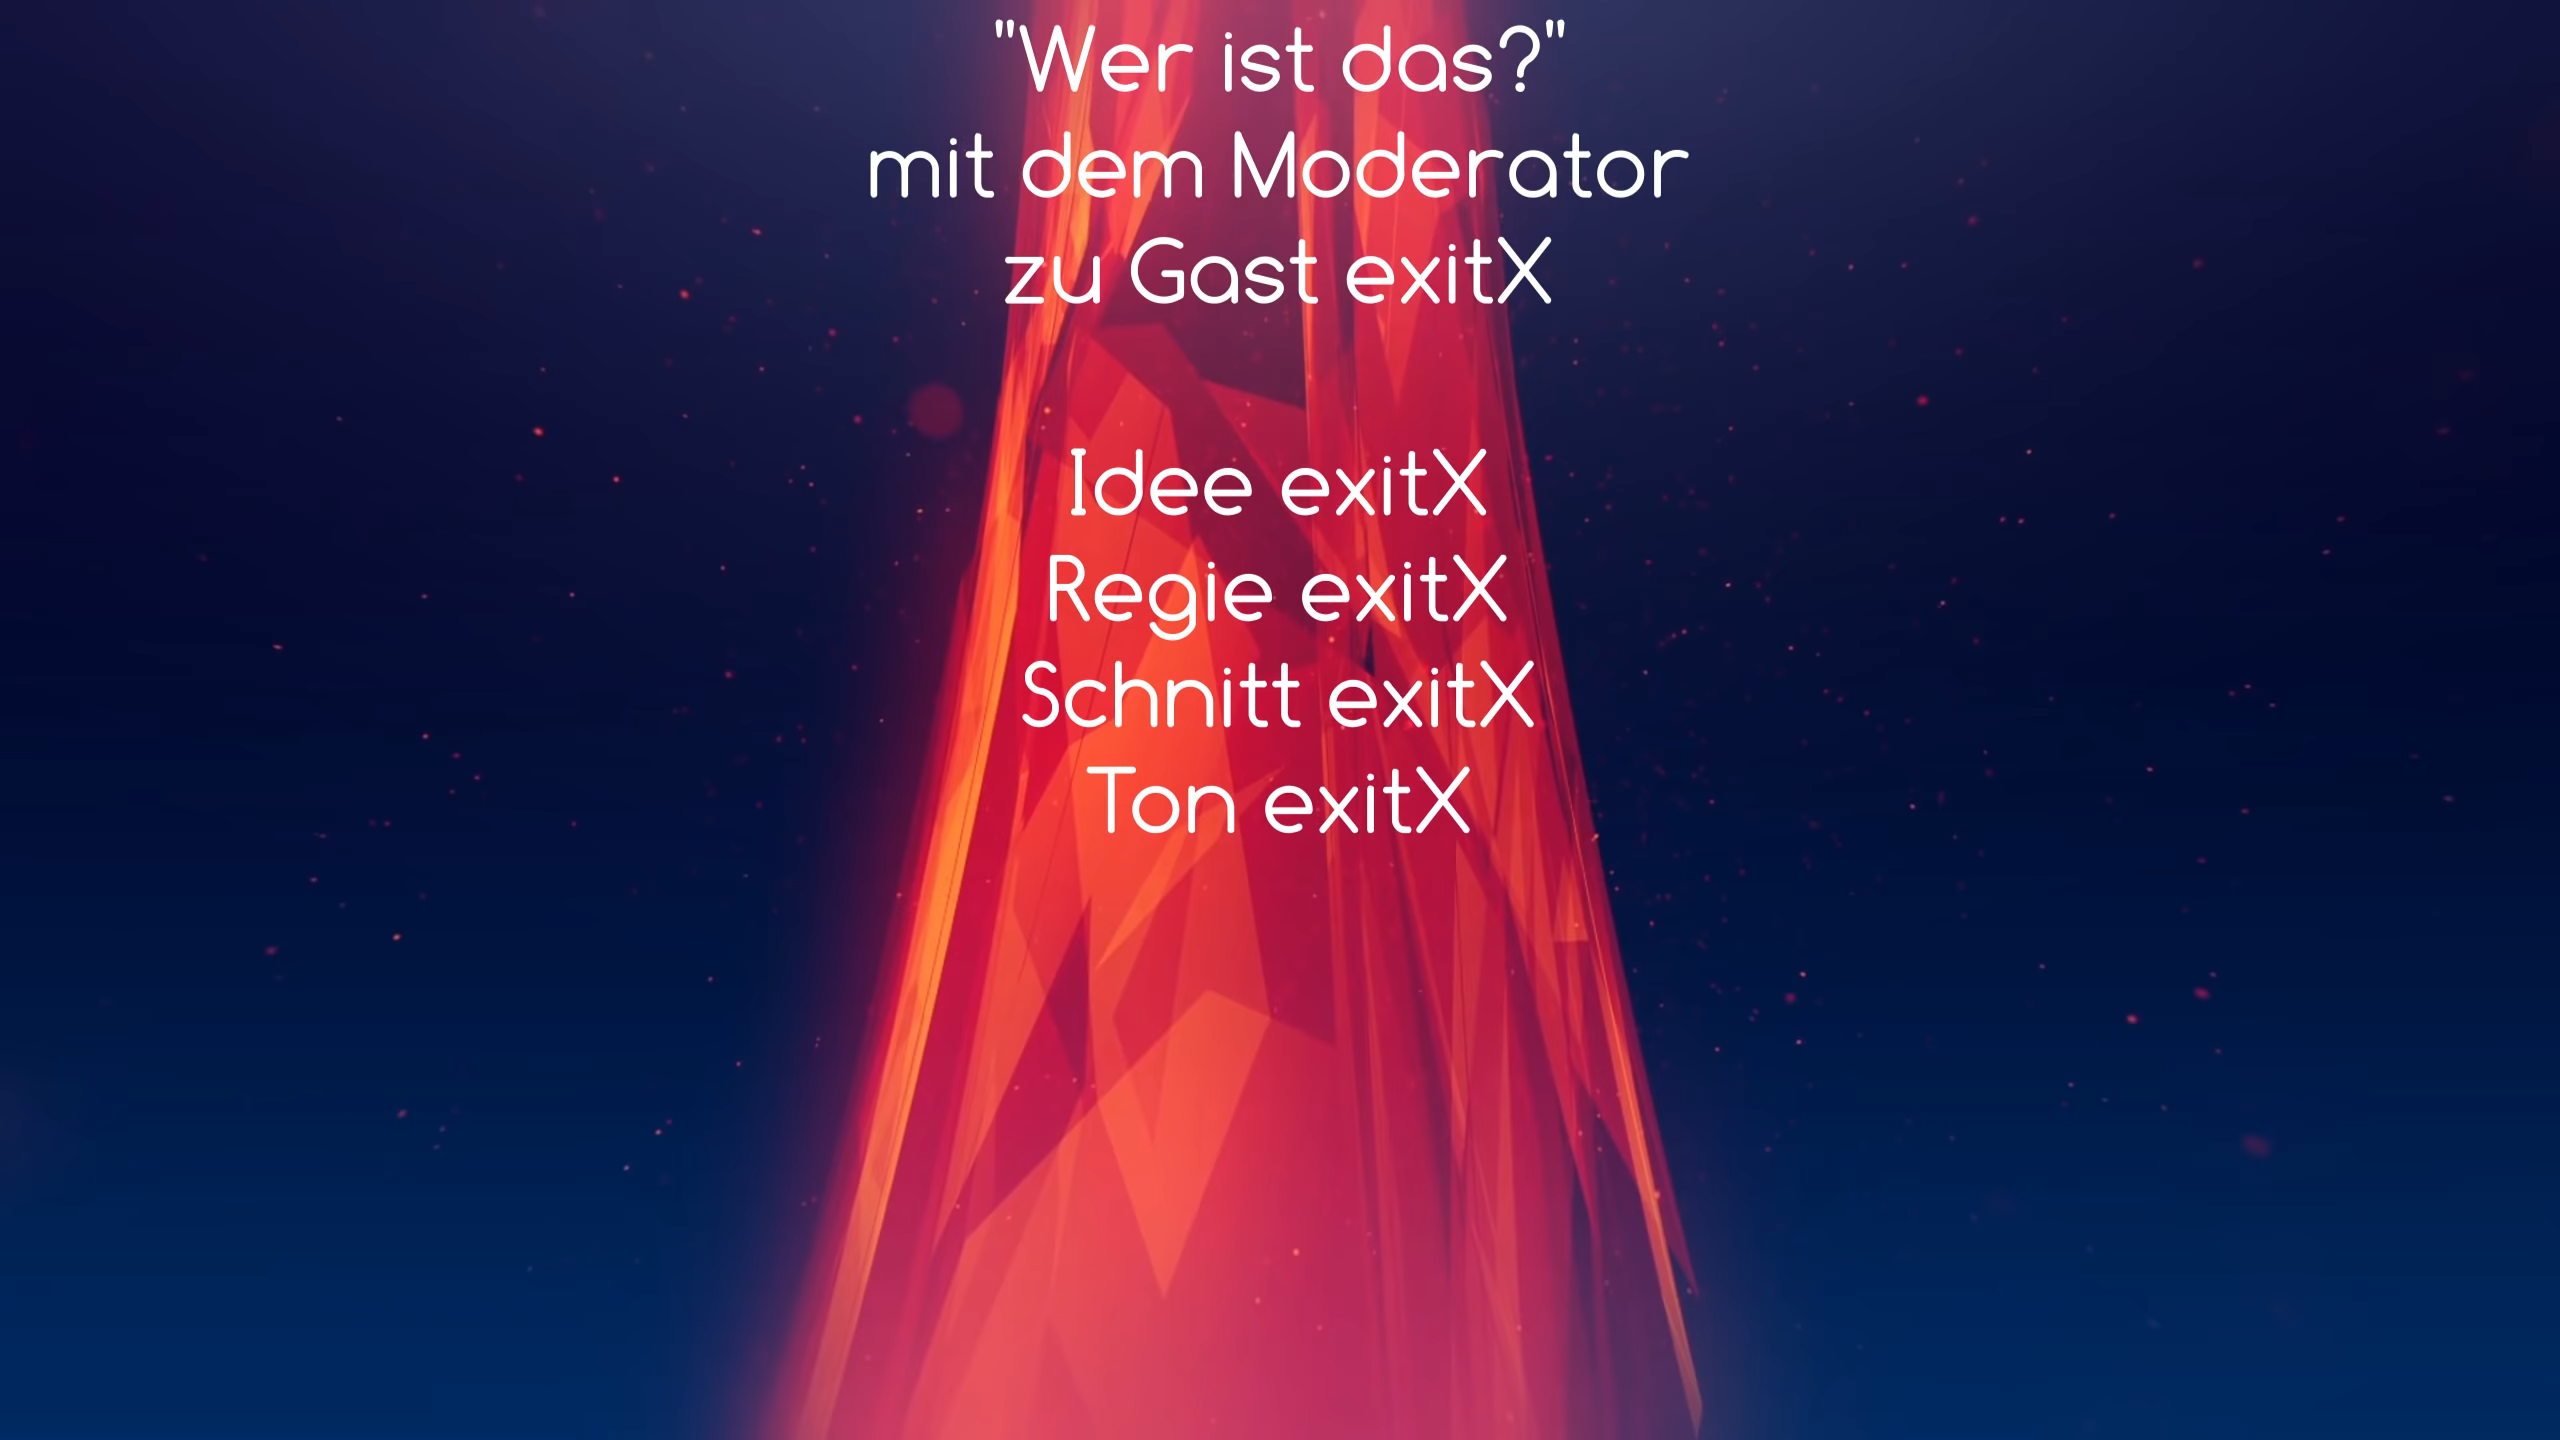 "Wer ist das?"
mit dem Moderator
zu Gast exitX
Idee exitX
Regie exitX
Schnitt exitX
Ton exitX